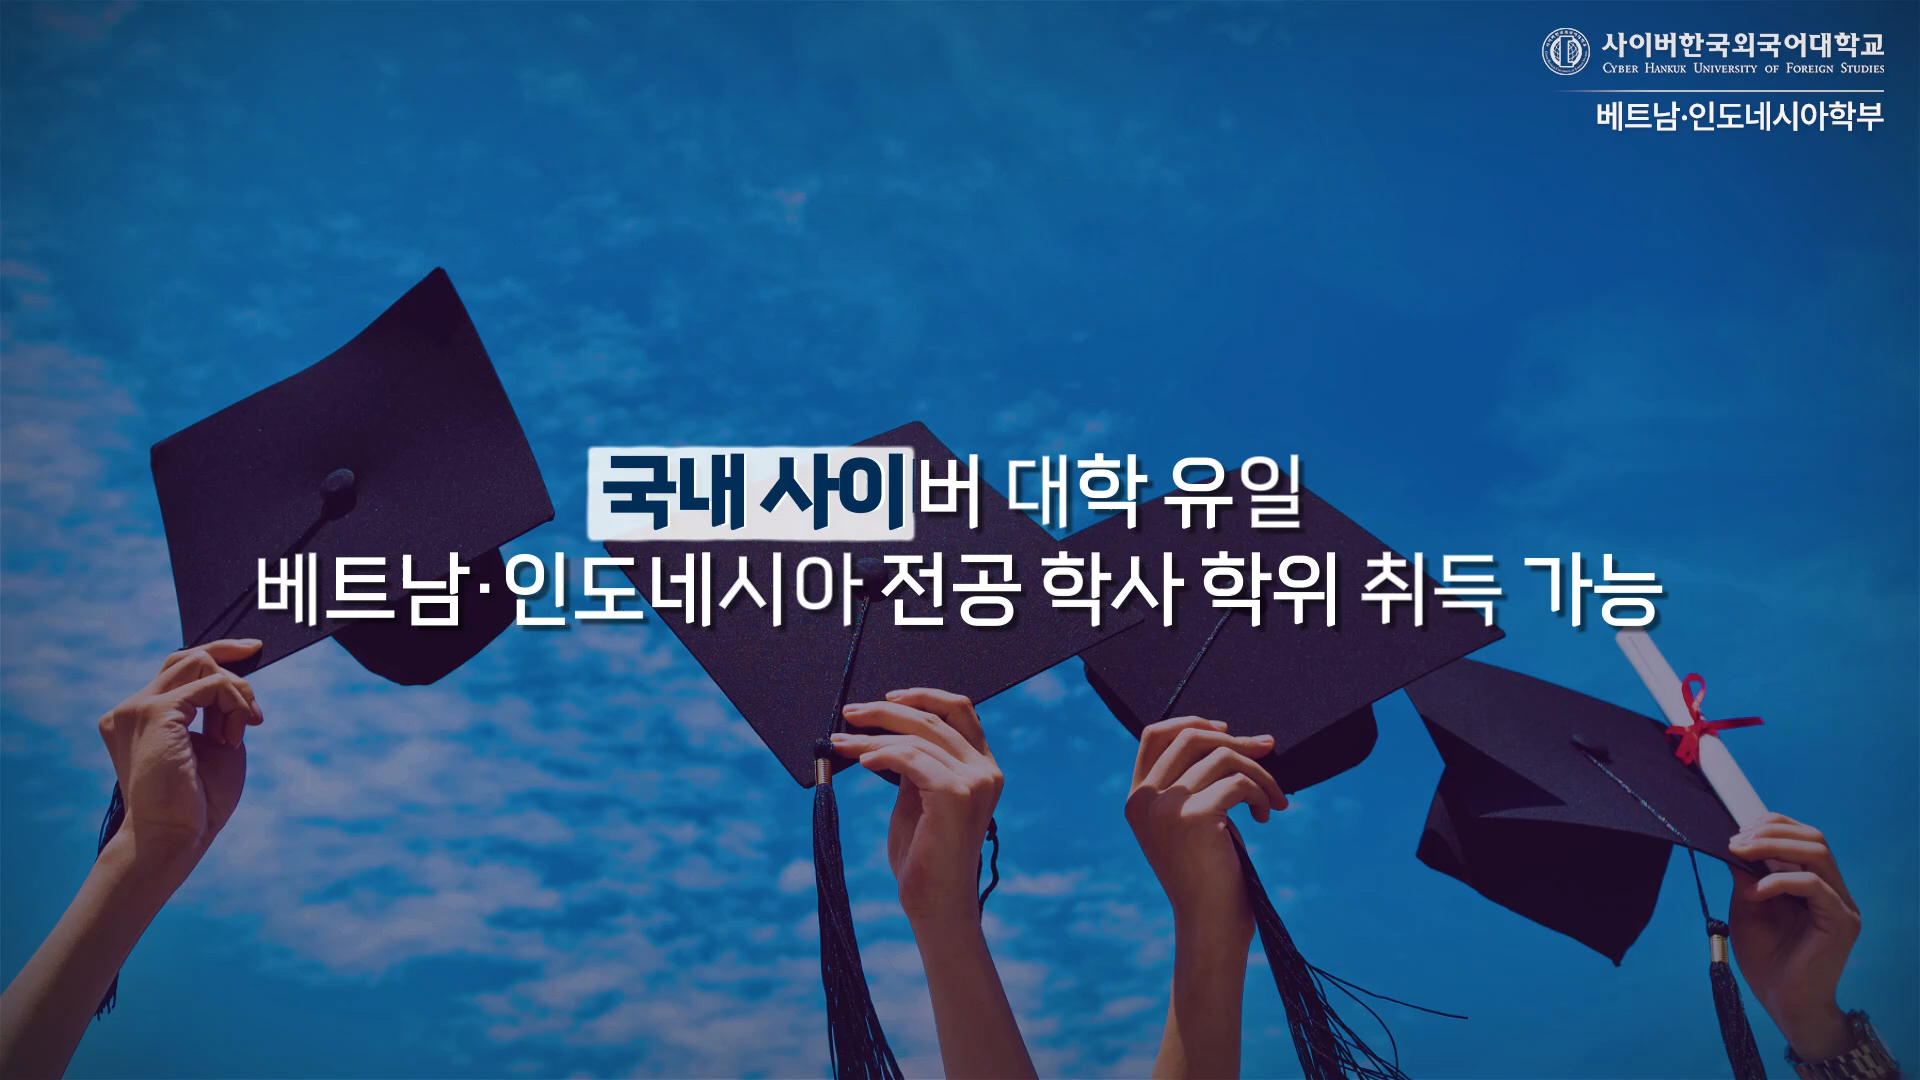 사이버한국외국어대학교
CYBER HANKUK UNIVERSITY OF FOREIGN STUDIES
베트남·인도네시아학부
국내 사이버 대학 유일
베트남·인도네시아 전공 학사 학위 취득 가능